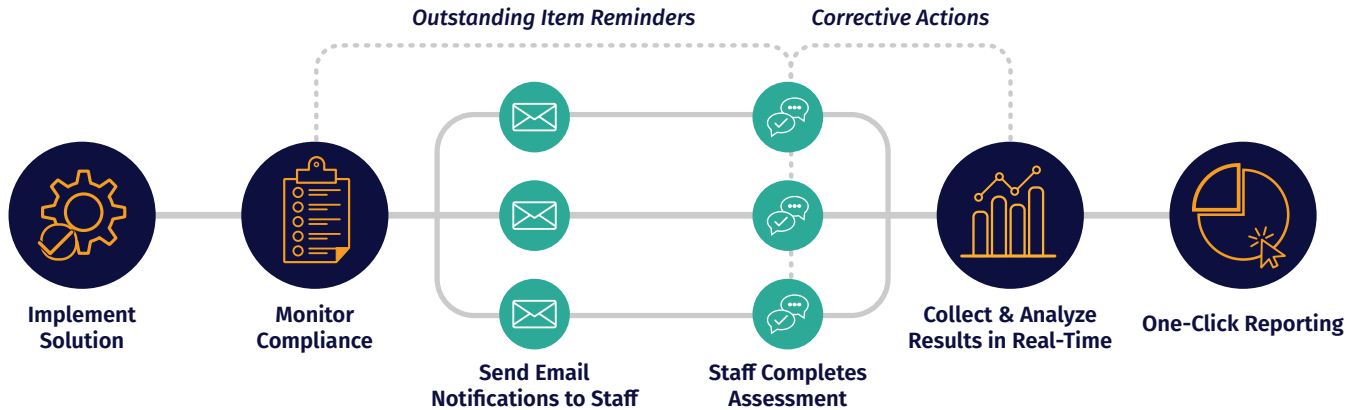 Outstanding Item Reminders
Corrective Actions
Implement
Solution
Monitor
Compliance
Send Email
Notifications to Staff
Staff Completes
Assessment
Collect & Analyze
Results in Real-Time
One-Click Reporting